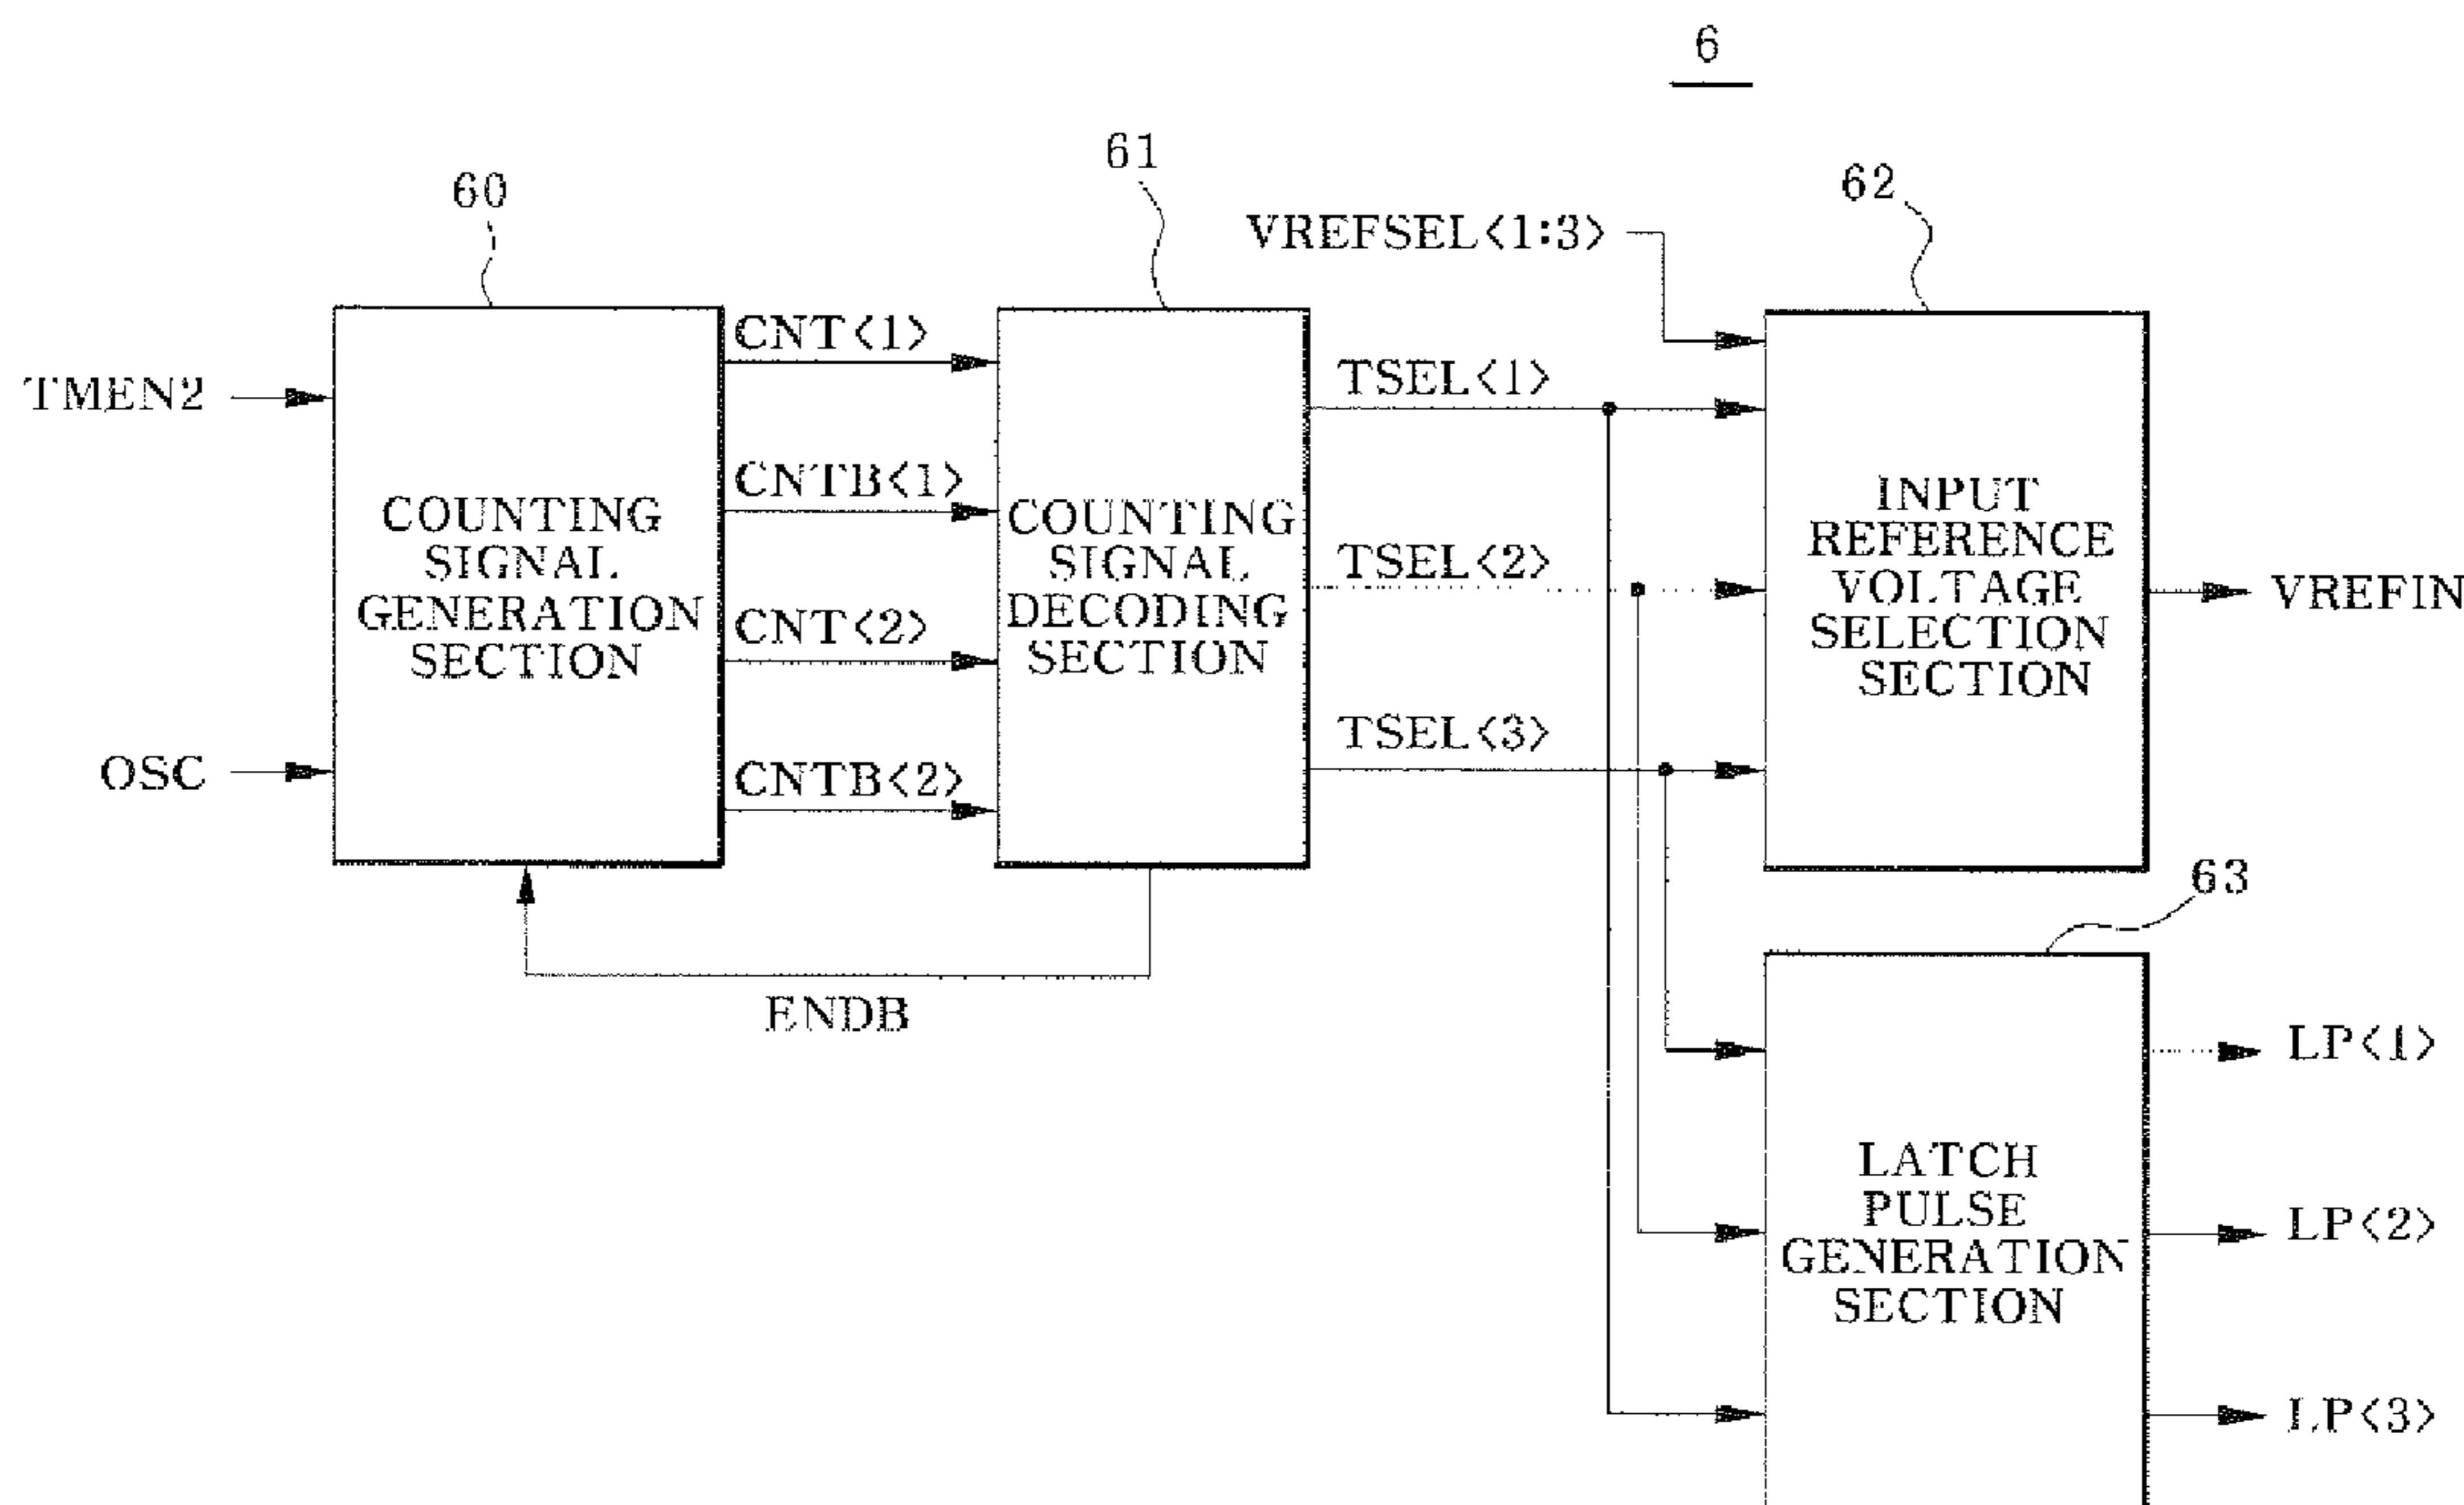 6
60
61
62
VREFSEL<1:3>
TMEN2
OSC
COUNTING
SIGNAL
GENERATION
SECTION
CNT<1>
CNTB<1>
CNT<2>
CNTB<2>
COUNTING
SIGNAL
DECODING
SECTION
ENDB
TSEL<1>
TSEL<2>
TSEL<3>
INPUT
REFERENCE
VOLTAGE
SELECTION
SECTION
VREFIN
63
LATCH
PULSE
GENERATION
SECTION
LP<1>
LP<2>
LP<3>